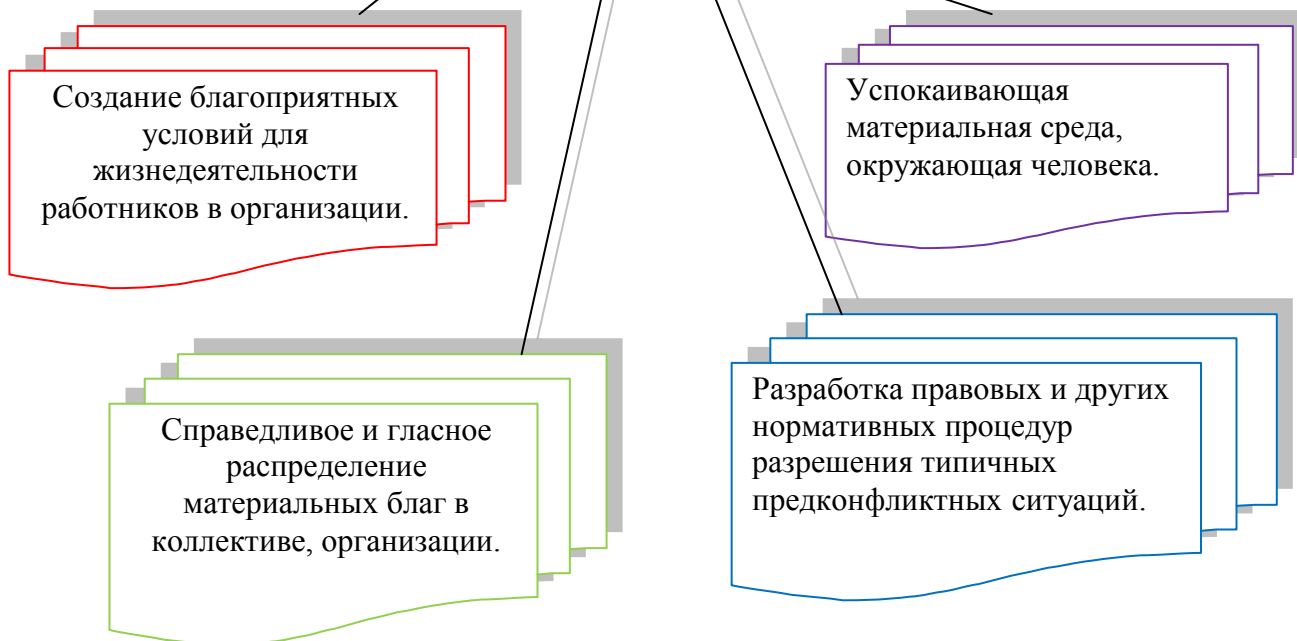 Создание благоприятных
условий для
жизнедеятельности
работников в организации.
Успокаивающая
материальная среда,
окружающая человека.
Справедливое и гласное
распределение
материальных благ в
коллективе, организации.
Разработка правовых и других
нормативных процедур
разрешения типичных
предконфликтных ситуаций.